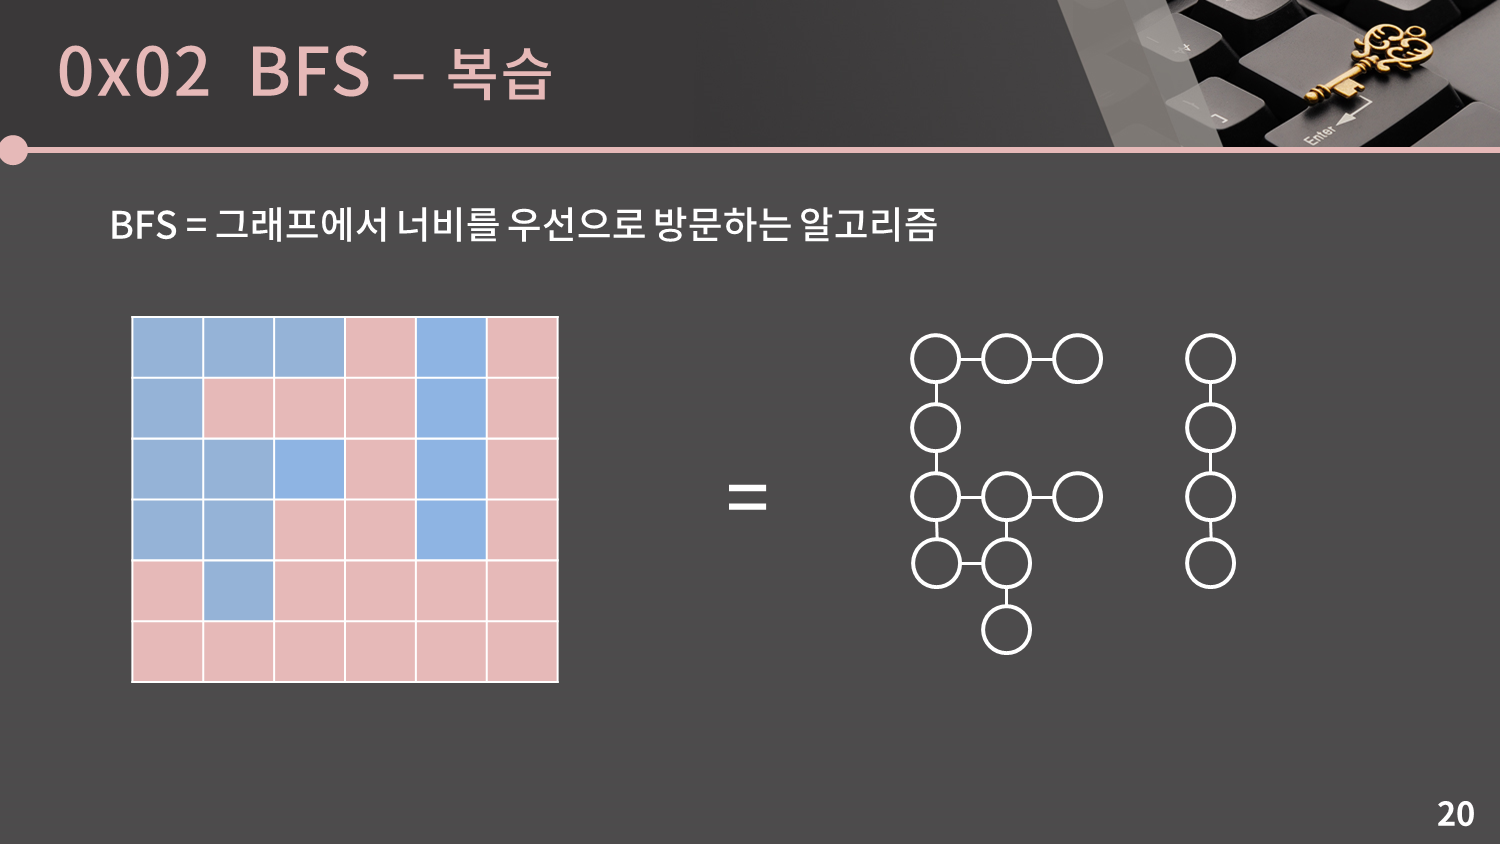 0x02 BFS – 복습
Enter
BFS = 그래프에서 너비를 우선으로 방문하는 알고리즘
=
20